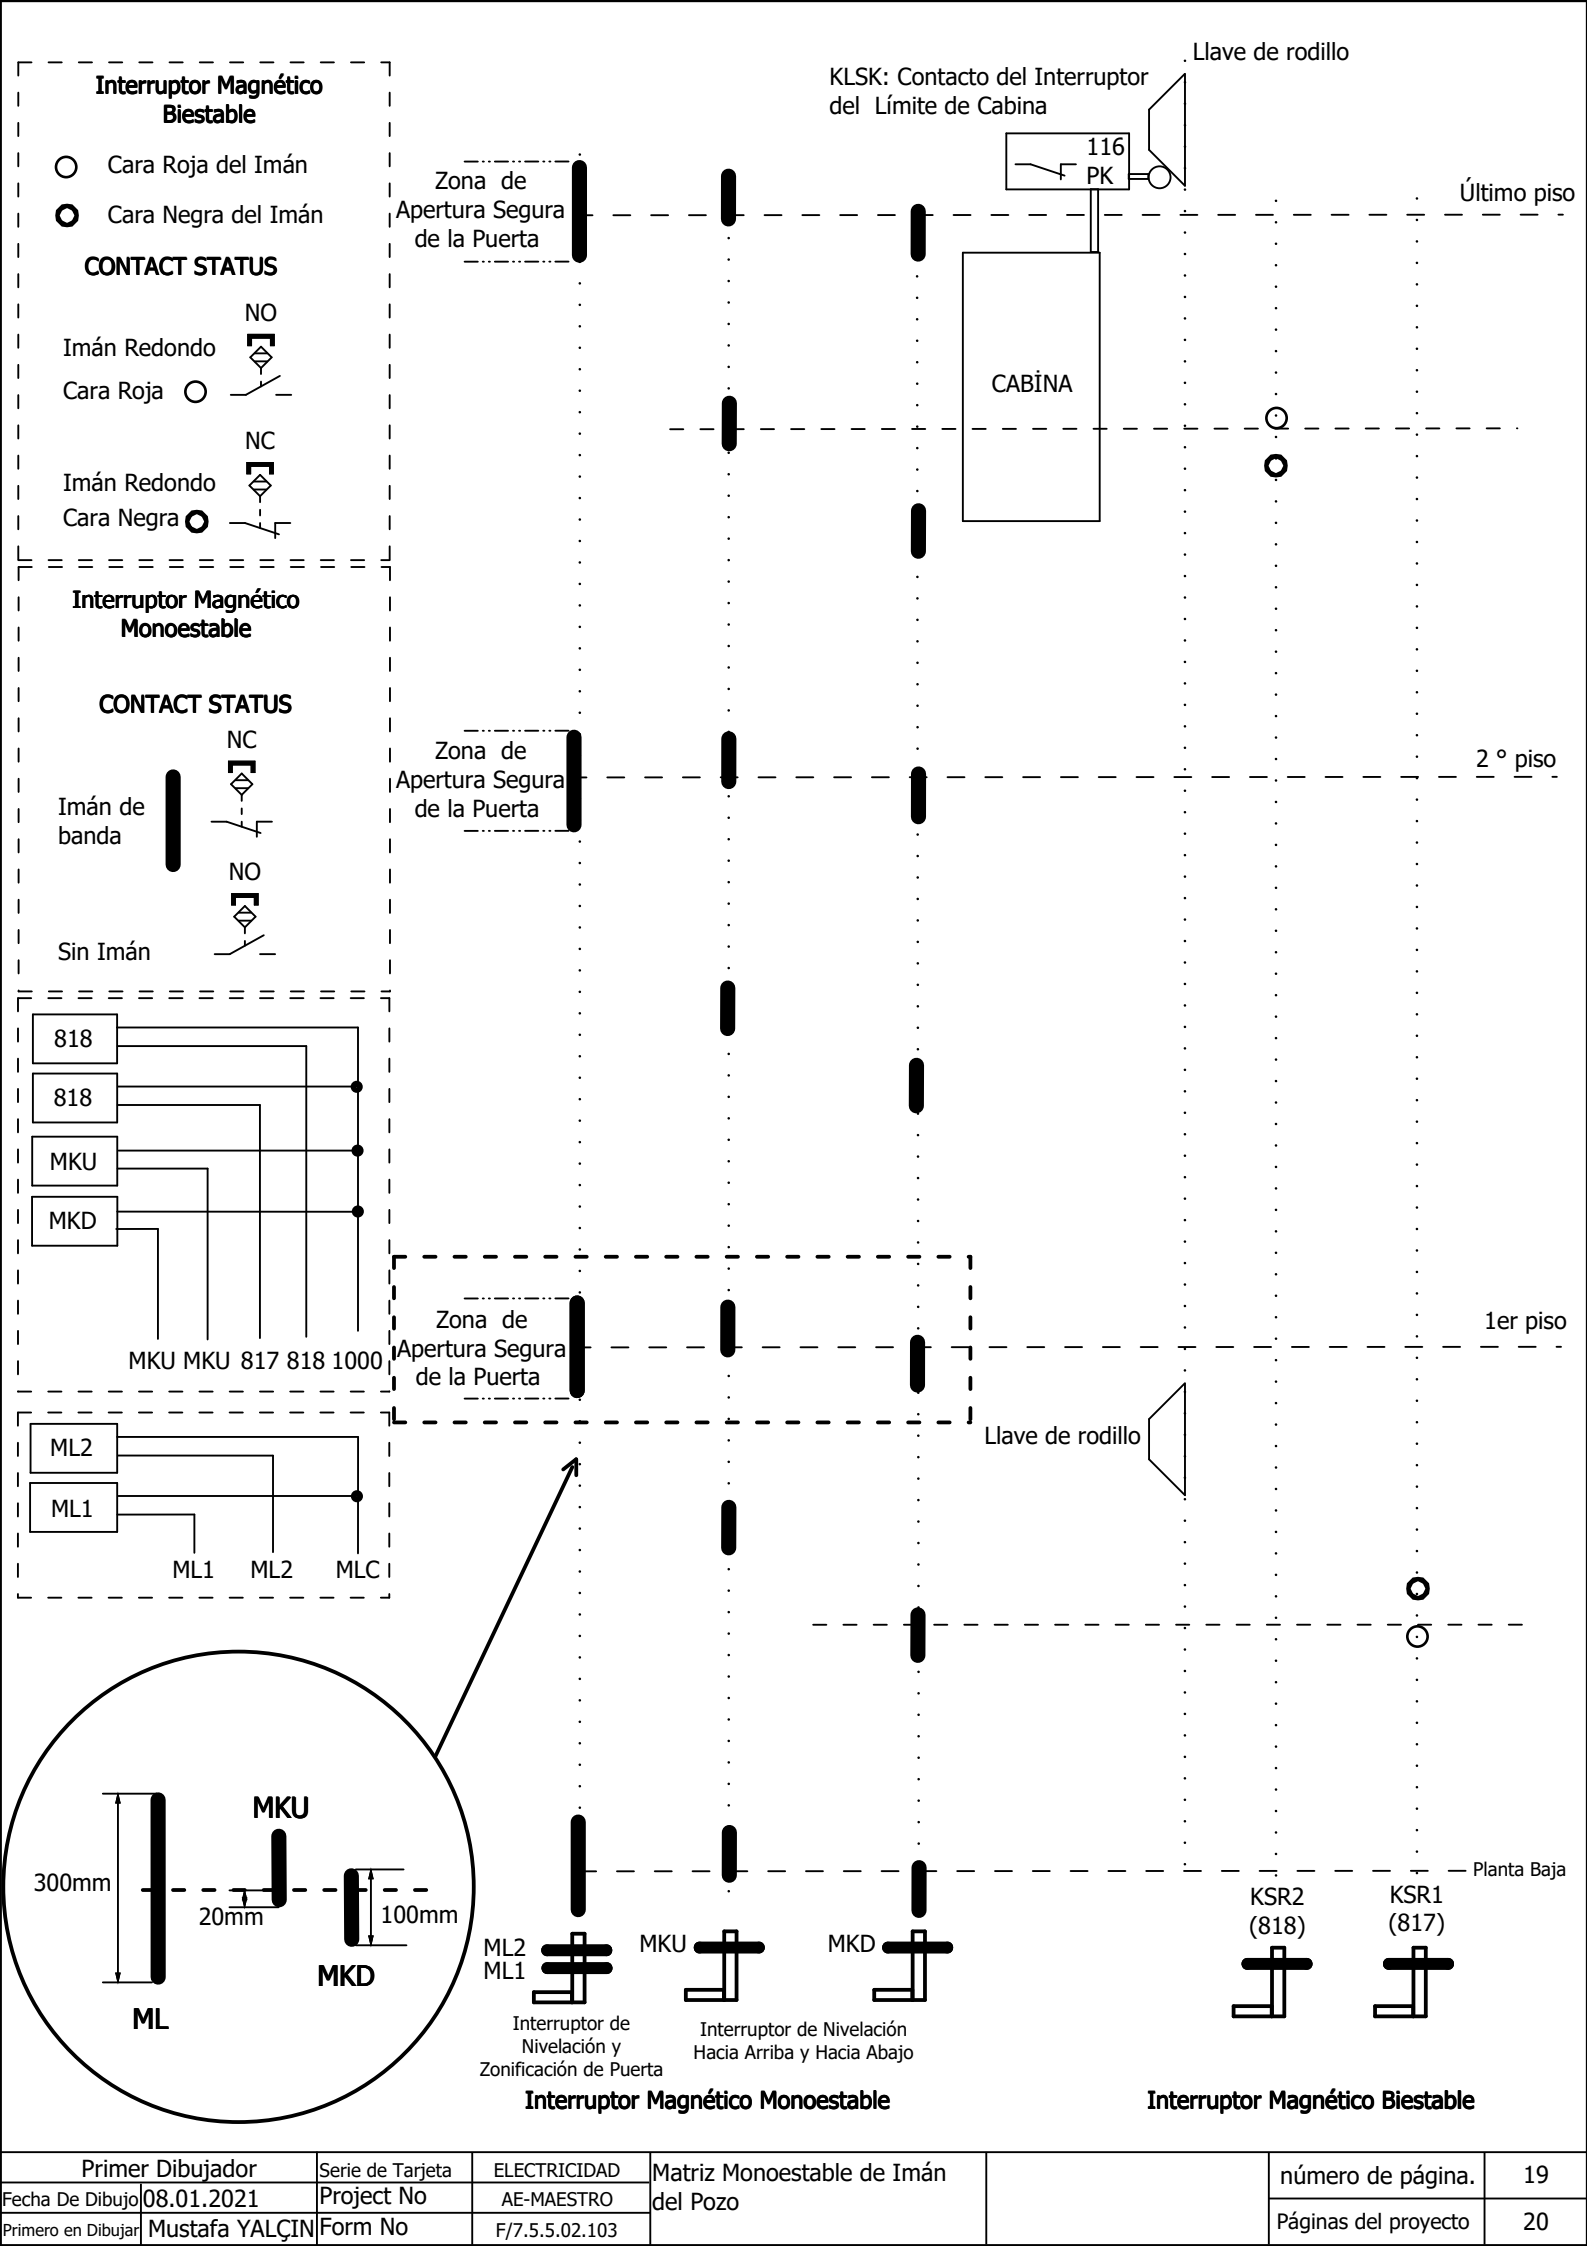 Llave de rodillo
KLSK: Contacto del Interruptor
del Límite de Cabina
116
PK
Interruptor Magnético
Biestable
Cara Roja del Imán
Cara Negra del Imán
CONTACT STATUS
NO
Imán Redondo
Cara Roja
NC
Imán Redondo
Cara Negra
Zona de
Apertura Segura
de la Puerta
Último piso
CABİNA
Interruptor Magnético
Monoestable
CONTACT STATUS
NC
Imán de
banda
NO
Sin Imán
Zona de
Apertura Segura
de la Puerta
2 ° piso
818
818
MKU
MKD
MKU MKU 817 818 1000
Zona de
Apertura Segura
de la Puerta
1er piso
Llave de rodillo
ML2
ML1
ML1 ML2 MLC
MKU
300mm
20mm
100mm
MKD
ML
Planta Baja
KSR2
(818)
KSR1
(817)
ML2
ML1
MKU
MKD
Interruptor de
Nivelación y
Zonificación de Puerta
Interruptor de Nivelación
Hacia Arriba y Hacia Abajo
Interruptor Magnético Monoestable
Interruptor Magnético Biestable
Primer Dibujador
Serie de Tarjeta
ELECTRICIDAD
Matriz Monoestable de Imán
del Pozo
número de página.
19
Fecha De Dibujo
08.01.2021
Project No
AE-MAESTRO
Primero en Dibujar
Mustafa YALÇIN
Form No
F/7.5.5.02.103
Páginas del proyecto
20